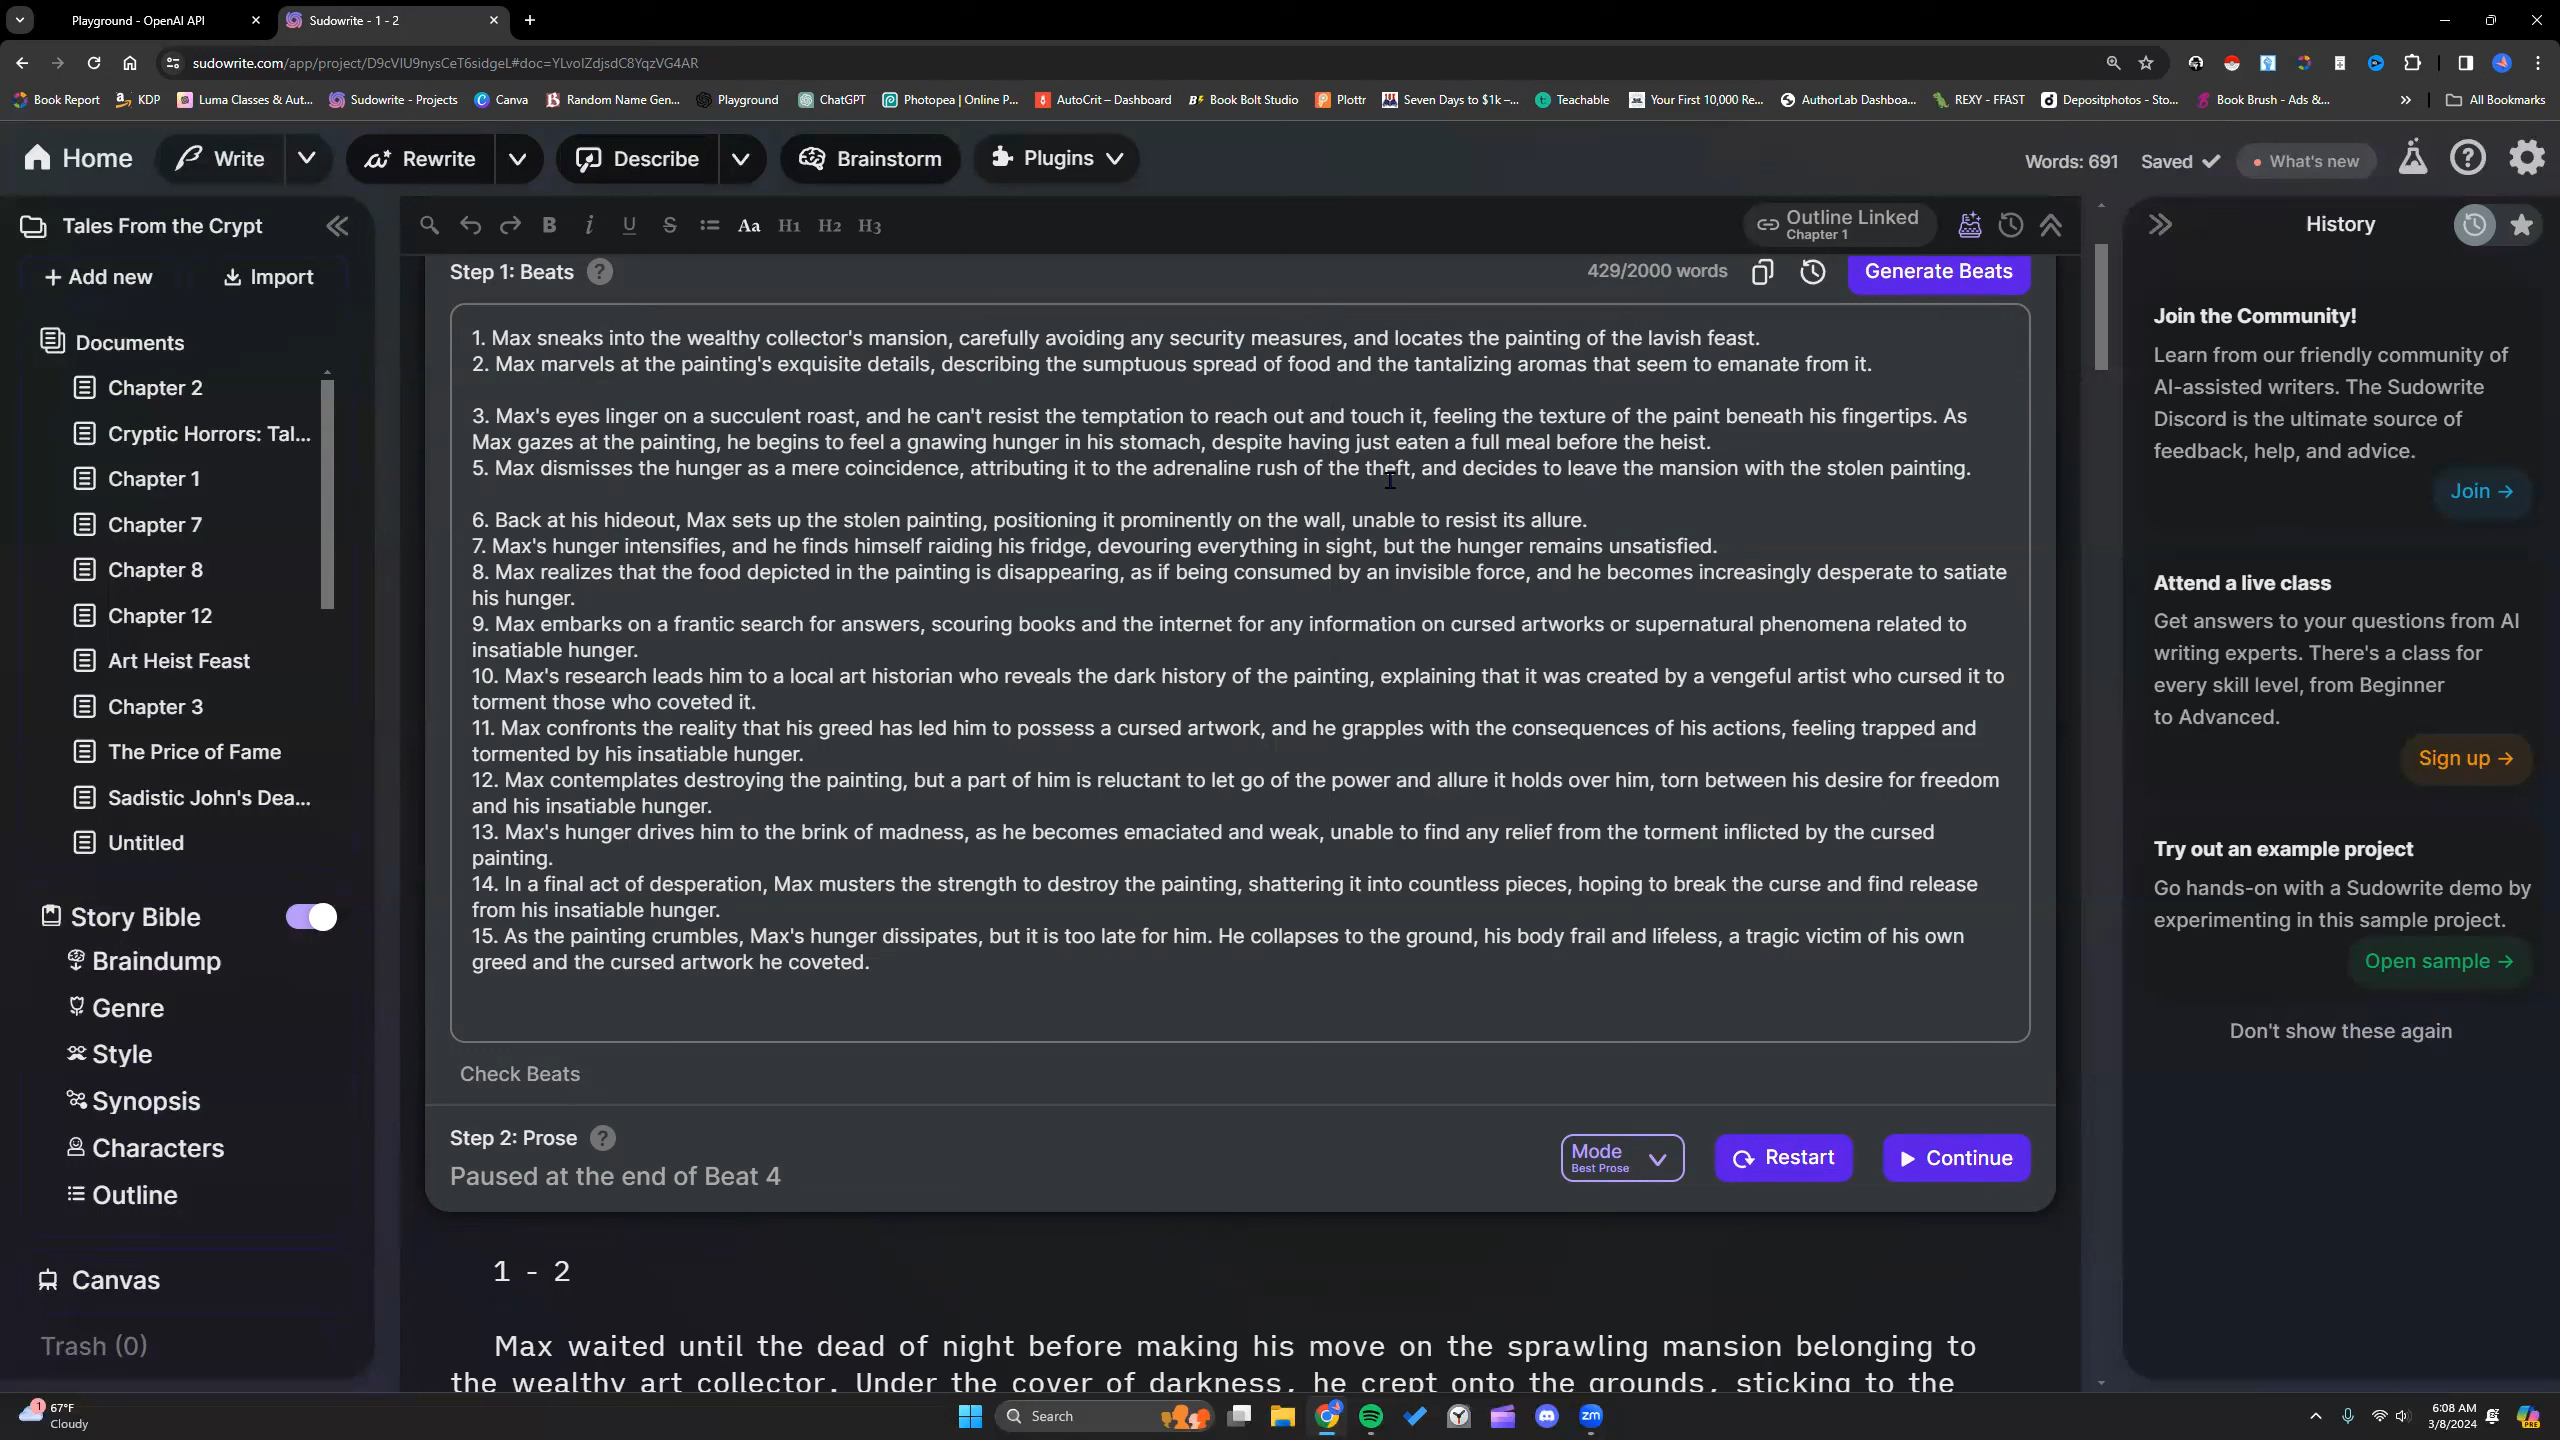 Playground - OpenAI API
Sudowrite - 1 - 2
sudowrite.com/app/project/D9cVIU9nysCeT6sidgeL#doc=YLvolZdjsdC8YqzVG4AR
Book Report
KDP
Luma Classes & Aut...
Sudowrite - Projects
Canva
Random Name Gen...
Playground
ChatGPT
Photopea | Online P...
AutoCrit – Dashboard
Book Bolt Studio
Plottr
Seven Days to $1k –...
Teachable
Your First 10,000 Re...
AuthorLab Dashboa...
REXY - FFAST
Depositphotos - Sto...
Book Brush - Ads &...
All Bookmarks
Home
Write
Rewrite
Describe
Brainstorm
Plugins
Words: 691
Saved
What's new
Tales From the Crypt
+ Add new
Import
Documents
Chapter 2
Cryptic Horrors: Tal...
Chapter 1
Chapter 7
Chapter 8
Chapter 12
Art Heist Feast
Chapter 3
The Price of Fame
Sadistic John's Dea...
Untitled
Story Bible
Braindump
Genre
Style
Synopsis
Characters
Outline
Canvas
Trash (0)
B i U S Aa H1 H2 H3
Outline Linked
Chapter 1
Step 1: Beats ?
429/2000 words
Generate Beats
1. Max sneaks into the wealthy collector's mansion, carefully avoiding any security measures, and locates the painting of the lavish feast.
2. Max marvels at the painting's exquisite details, describing the sumptuous spread of food and the tantalizing aromas that seem to emanate from it.
3. Max's eyes linger on a succulent roast, and he can't resist the temptation to reach out and touch it, feeling the texture of the paint beneath his fingertips. As
Max gazes at the painting, he begins to feel a gnawing hunger in his stomach, despite having just eaten a full meal before the heist.
5. Max dismisses the hunger as a mere coincidence, attributing it to the adrenaline rush of the theft, and decides to leave the mansion with the stolen painting.
6. Back at his hideout, Max sets up the stolen painting, positioning it prominently on the wall, unable to resist its allure.
7. Max's hunger intensifies, and he finds himself raiding his fridge, devouring everything in sight, but the hunger remains unsatisfied.
8. Max realizes that the food depicted in the painting is disappearing, as if being consumed by an invisible force, and he becomes increasingly desperate to satiate
his hunger.
9. Max embarks on a frantic search for answers, scouring books and the internet for any information on cursed artworks or supernatural phenomena related to
insatiable hunger.
10. Max's research leads him to a local art historian who reveals the dark history of the painting, explaining that it was created by a vengeful artist who cursed it to
torment those who coveted it.
11. Max confronts the reality that his greed has led him to possess a cursed artwork, and he grapples with the consequences of his actions, feeling trapped and
tormented by his insatiable hunger.
12. Max contemplates destroying the painting, but a part of him is reluctant to let go of the power and allure it holds over him, torn between his desire for freedom
and his insatiable hunger.
13. Max's hunger drives him to the brink of madness, as he becomes emaciated and weak, unable to find any relief from the torment inflicted by the cursed
painting.
14. In a final act of desperation, Max musters the strength to destroy the painting, shattering it into countless pieces, hoping to break the curse and find release
from his insatiable hunger.
15. As the painting crumbles, Max's hunger dissipates, but it is too late for him. He collapses to the ground, his body frail and lifeless, a tragic victim of his own
greed and the cursed artwork he coveted.
Check Beats
Step 2: Prose ?
Paused at the end of Beat 4
Mode
Best Prose
Restart
Continue
1 - 2
Max waited until the dead of night before making his move on the sprawling mansion belonging to
the wealthy art collector. Under the cover of darkness, he crept onto the grounds, sticking to the
History
Join the Community!
Learn from our friendly community of
AI-assisted writers. The Sudowrite
Discord is the ultimate source of
feedback, help, and advice.
Join →
Attend a live class
Get answers to your questions from AI
writing experts. There's a class for
every skill level, from Beginner
to Advanced.
Sign up →
Try out an example project
Go hands-on with a Sudowrite demo by
experimenting in this sample project.
Open sample →
Don't show these again
1
67°F
Cloudy
Search
zm
6:08 AM
3/8/2024
PRE